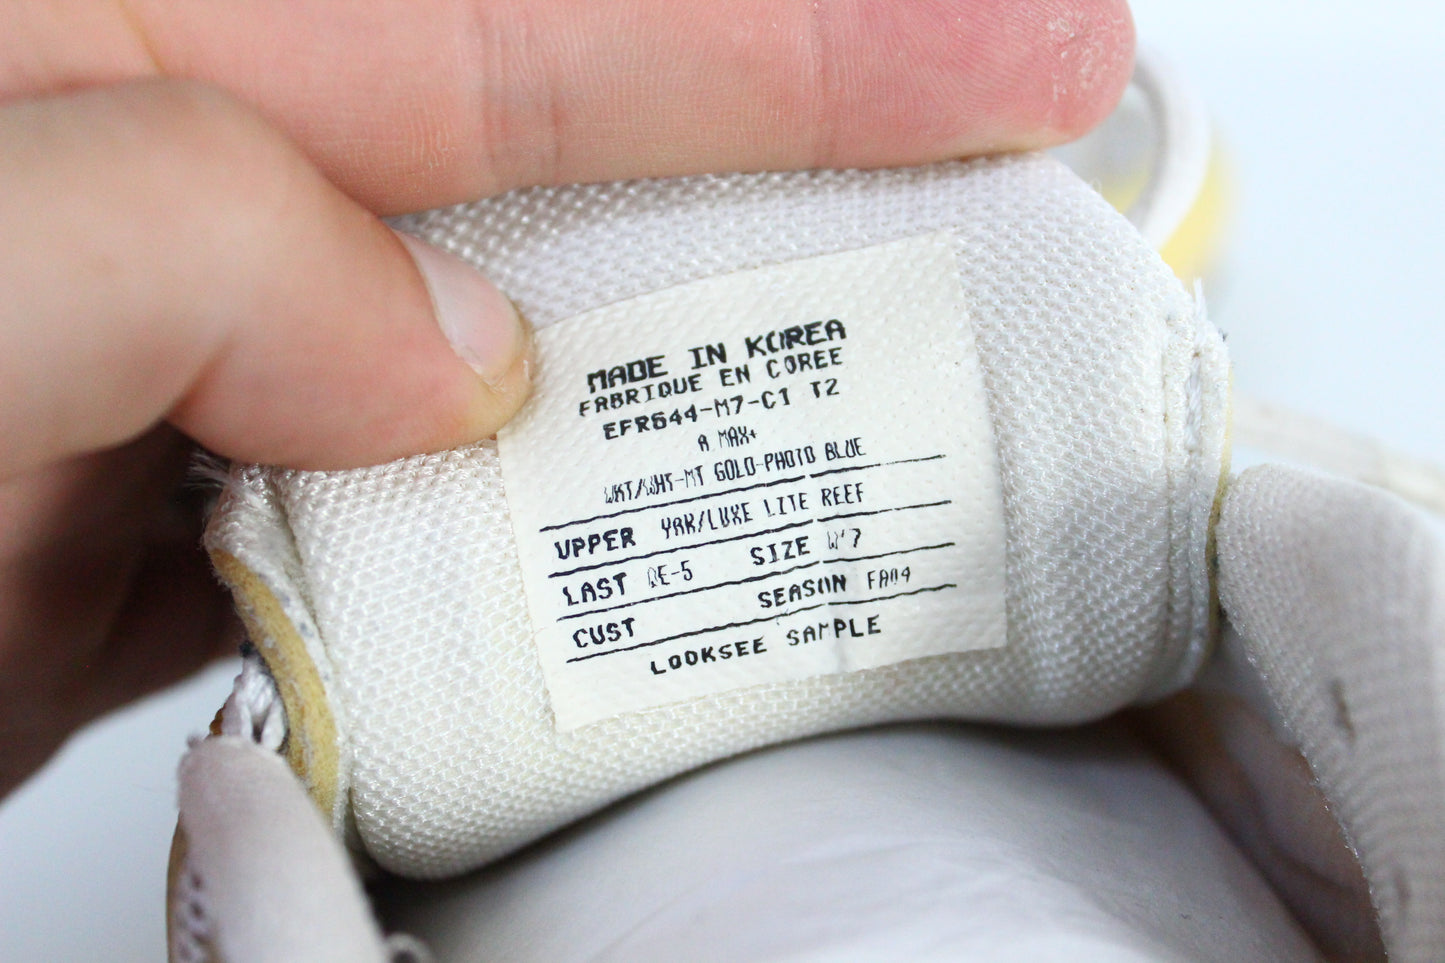 MADE IN KOREA
FABRIQUE EN COREE
EFR644-M7-C1 T2
A MAX+
WHT/WHT-MT GOLD-PHOTO BLUE
UPPER YAK/LUXE LITE REEF
LAST QE-5 SIZE W 7
CUST SEASON FA04
LOOKSEE SAMPLE